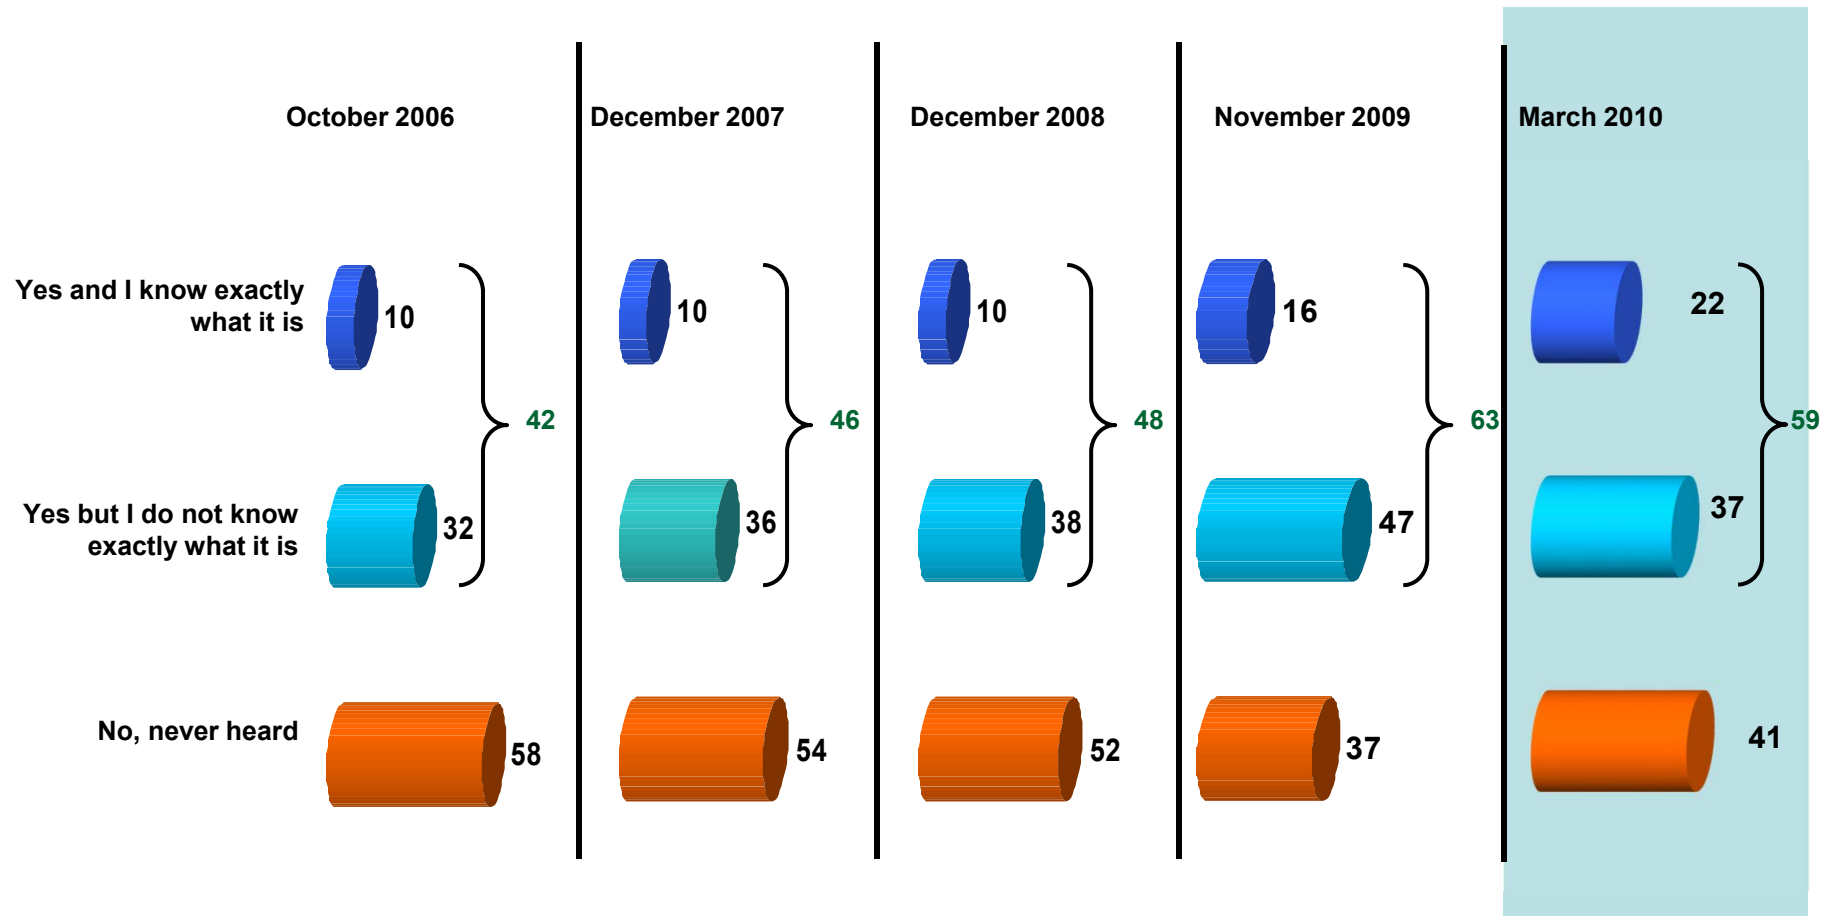 October 2006
December 2007
December 2008
November 2009
March 2010
Yes and I know exactly
what it is
10
10
10
16
22
42
46
48
63
59
Yes but I do not know
exactly what it is
32
36
38
47
37
No, never heard
58
54
52
37
41